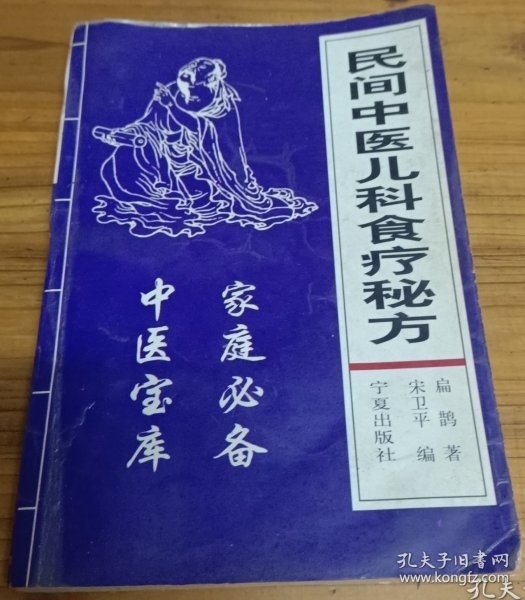 民间中医儿科食疗秘方
扁鹊 著
宋卫平 编
宁夏出版社
家庭必备
中医宝库
孔夫子旧书网
www.kongfz.com
孔夫